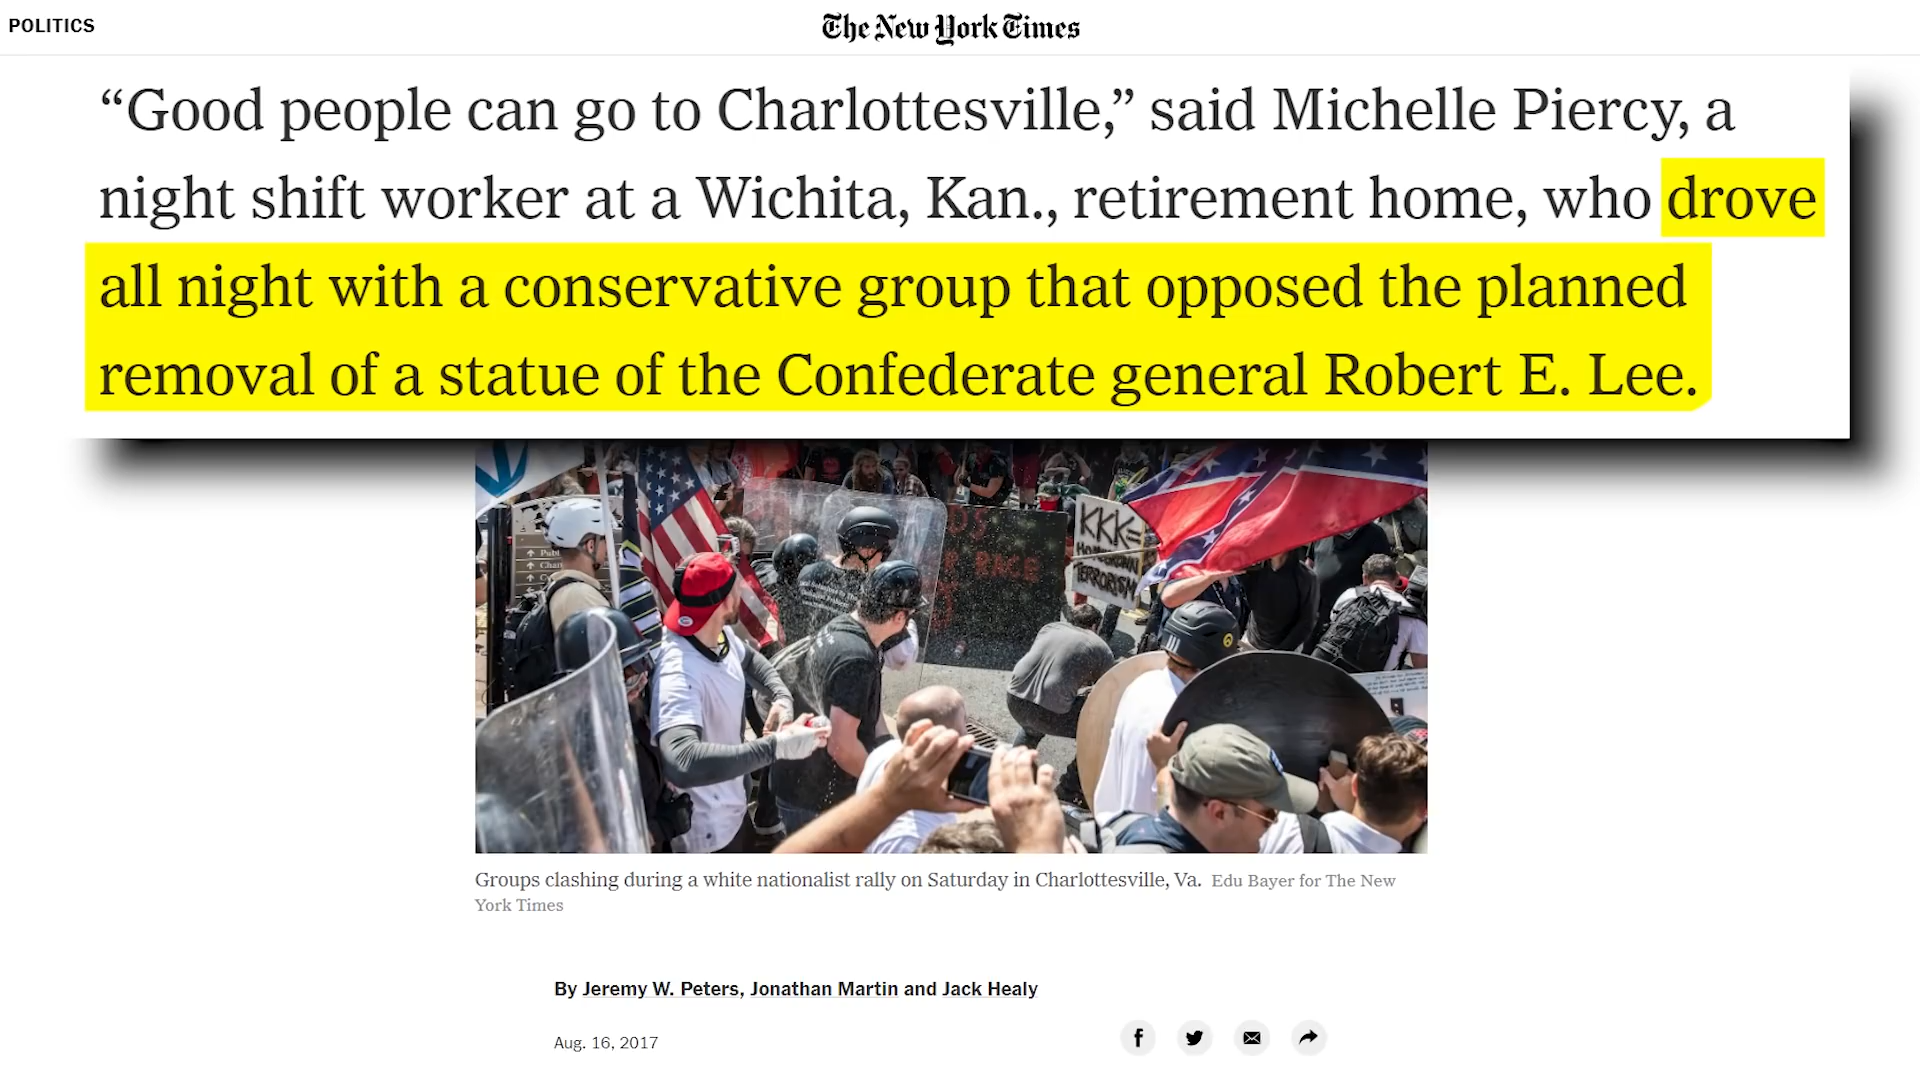 POLITICS
The New York Times
“Good people can go to Charlottesville,” said Michelle Piercy, a
night shift worker at a Wichita, Kan., retirement home, who drove
all night with a conservative group that opposed the planned
removal of a statue of the Confederate general Robert E. Lee.
KKK=
TERRORISM
Groups clashing during a white nationalist rally on Saturday in Charlottesville, Va. Edu Bayer for The New
York Times
By Jeremy W. Peters, Jonathan Martin and Jack Healy
Aug. 16, 2017